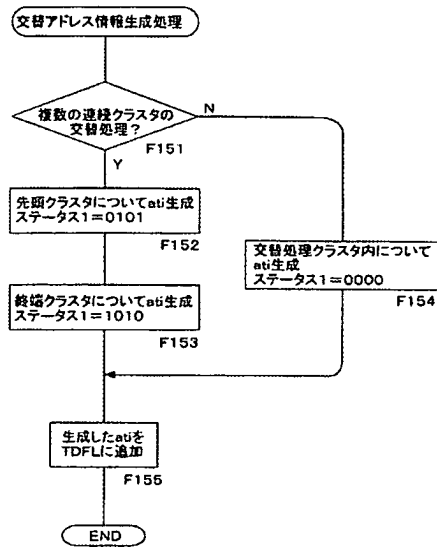 交替アドレス情報生成処理
複数の連続クラスタの
交替処理?
N
F151
Y
先頭クラスタについてati生成
ステータス1=0101
F152
交替処理クラスタ内について
ati生成
ステータス1=0000
F154
終端クラスタについてati生成
ステータス1=1010
F153
生成したatiを
TDFLに追加
F155
END